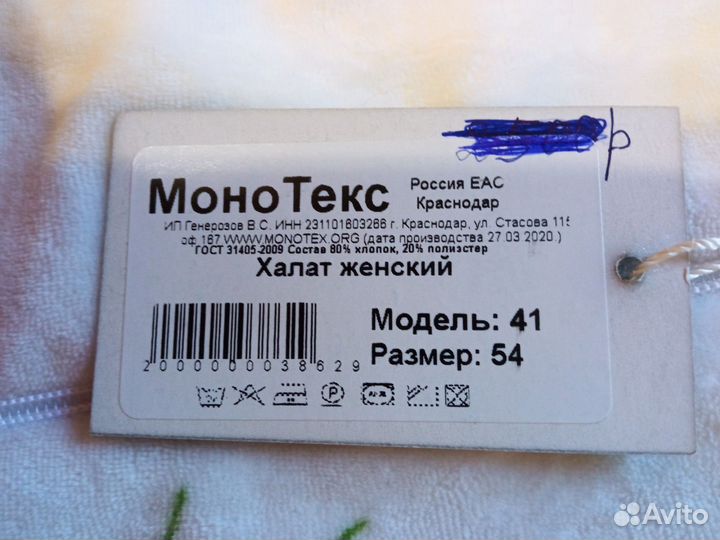 р
МоноТекс Россия ЕАС
Краснодар
ИП Генерозов В С. ИНН 231101603266 г. Краснодар, ул. Стасова 115
оф 167 WWW.MONOTEX.ORG (дата производства 27 03 2020.)
ГОСТ 31405-2009 Состав 80% хлопок, 20% полиэстер
Халат женский
Модель: 41
Размер: 54
2000000038629
P
Avito